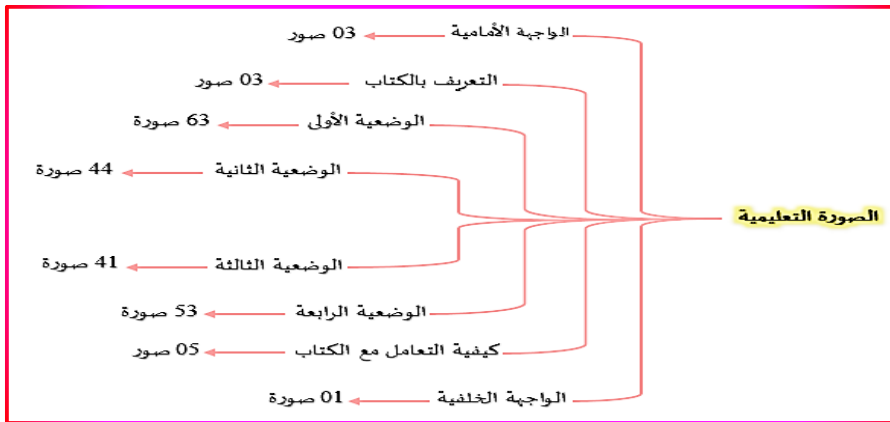 الواجهة الأمامية 03 صور
التعريف بالكتاب 03 صور
الوضعية الأولى 63 صورة
الوضعية الثانية 44 صورة
الصورة التعليمية
الوضعية الثالثة 41 صورة
الوضعية الرابعة 53 صورة
كيفية التعامل مع الكتاب 05 صور
الواجهة الخلفية 01 صورة